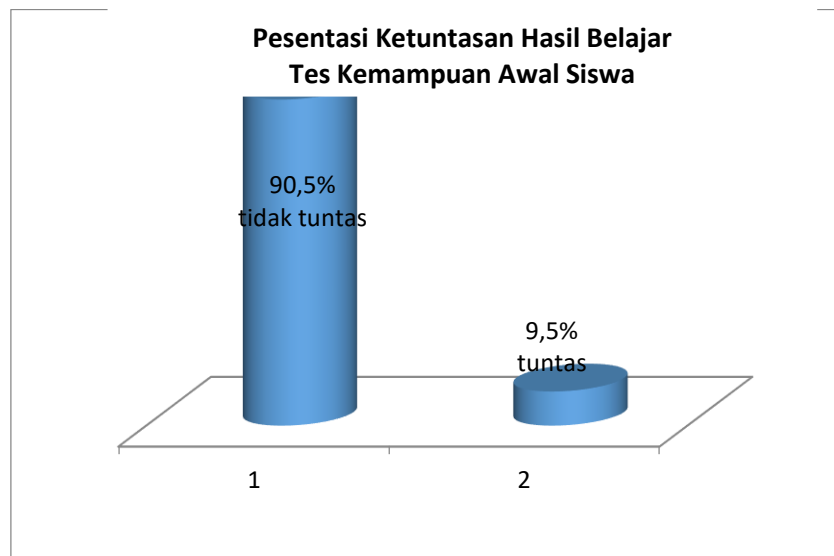 Pesentasi Ketuntasan Hasil Belajar
Tes Kemampuan Awal Siswa
90,5%
tidak tuntas
9,5%
tuntas
1
2